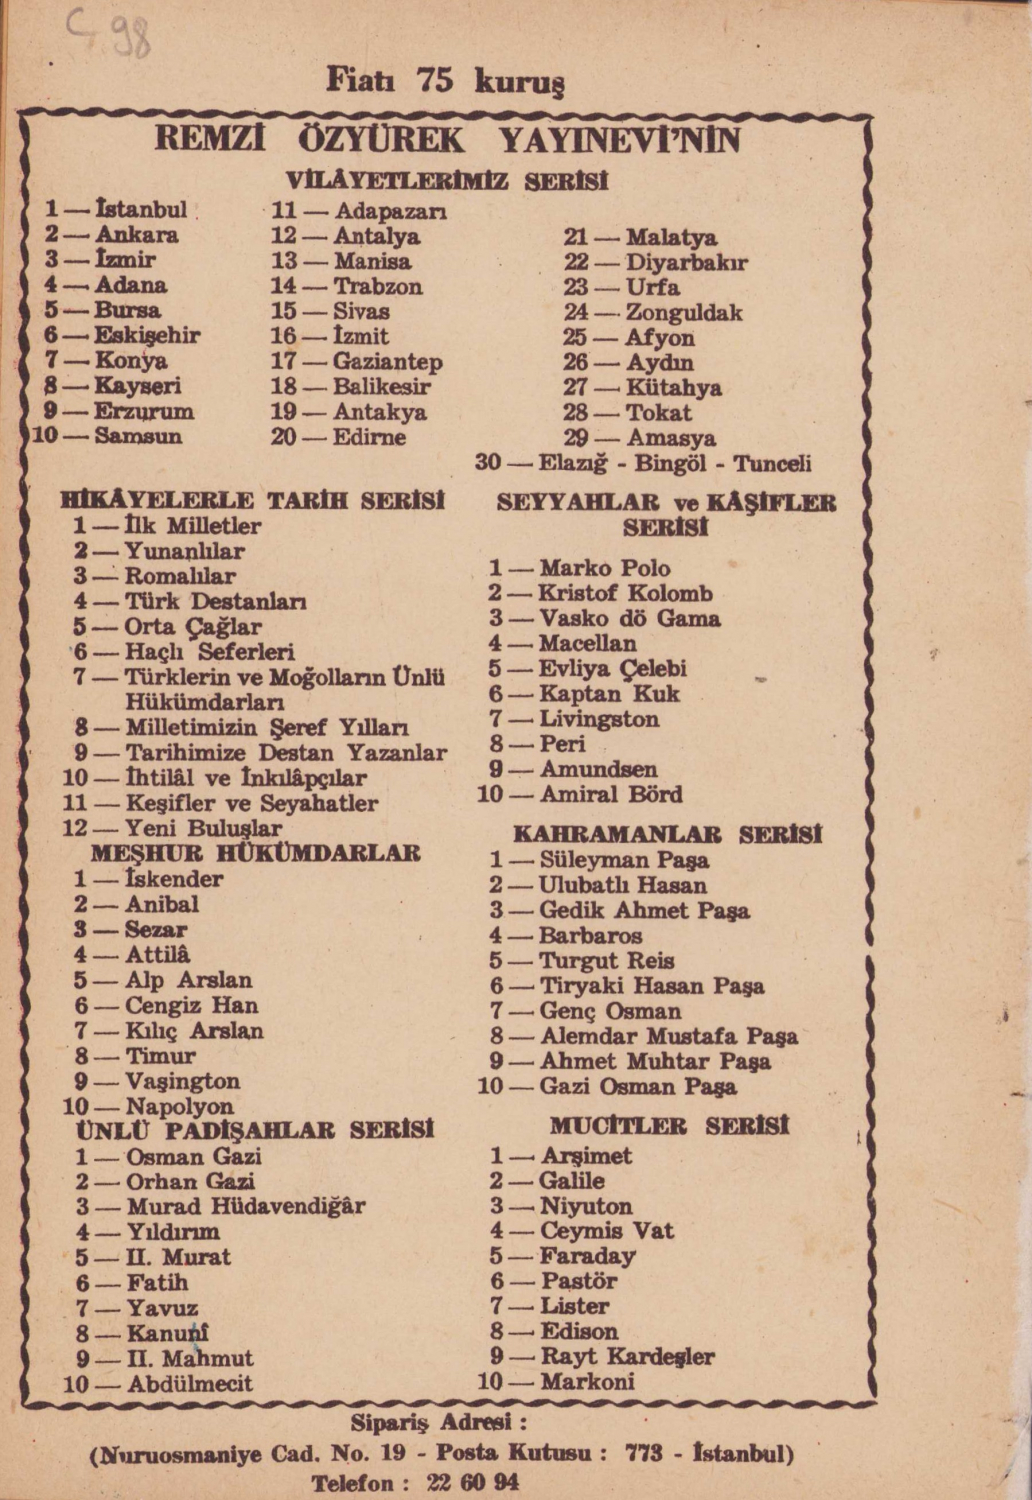 Ç 98
Fiatı 75 kuruş
REMZİ ÖZYÜREK YAYINEVİ'NİN
VİLÂYETLERİMİZ SERİSİ
1 — İstanbul
2 — Ankara
3 — İzmir
4 — Adana
5 — Bursa
6 — Eskişehir
7 — Konya
8 — Kayseri
9 — Erzurum
10 — Samsun
11 — Adapazarı
12 — Antalya
13 — Manisa
14 — Trabzon
15 — Sivas
16 — İzmit
17 — Gaziantep
18 — Balikesir
19 — Antakya
20 — Edirne
21 — Malatya
22 — Diyarbakır
23 — Urfa
24 — Zonguldak
25 — Afyon
26 — Aydın
27 — Kütahya
28 — Tokat
29 — Amasya
30 — Elazığ - Bingöl - Tunceli
HİKÂYELERLE TARİH SERİSİ
1 — İlk Milletler
2 — Yunanlılar
3 — Romalılar
4 — Türk Destanları
5 — Orta Çağlar
6 — Haçlı Seferleri
7 — Türklerin ve Moğolların Ünlü
Hükümdarları
8 — Milletimizin Şeref Yılları
9 — Tarihimize Destan Yazanlar
10 — İhtilâl ve İnkılâpçılar
11 — Keşifler ve Seyahatler
12 — Yeni Buluşlar
MEŞHUR HÜKÜMDARLAR
1 — İskender
2 — Anibal
3 — Sezar
4 — Attilâ
5 — Alp Arslan
6 — Cengiz Han
7 — Kılıç Arslan
8 — Timur
9 — Vaşington
10 — Napolyon
ÜNLÜ PADİŞAHLAR SERİSİ
1 — Osman Gazi
2 — Orhan Gazi
3 — Murad Hüdavendiğâr
4 — Yıldırım
5 — II. Murat
6 — Fatih
7 — Yavuz
8 — Kanunî
9 — II. Mahmut
10 — Abdülmecit
SEYYAHLAR ve KÂŞİFLER
SERİSİ
1 — Marko Polo
2 — Kristof Kolomb
3 — Vasko dö Gama
4 — Macellan
5 — Evliya Çelebi
6 — Kaptan Kuk
7 — Livingston
8 — Peri
9 — Amundsen
10 — Amiral Börd
KAHRAMANLAR SERİSİ
1 — Süleyman Paşa
2 — Ulubatlı Hasan
3 — Gedik Ahmet Paşa
4 — Barbaros
5 — Turgut Reis
6 — Tiryaki Hasan Paşa
7 — Genç Osman
8 — Alemdar Mustafa Paşa
9 — Ahmet Muhtar Paşa
10 — Gazi Osman Paşa
MUCİTLER SERİSİ
1 — Arşimet
2 — Galile
3 — Niyuton
4 — Ceymis Vat
5 — Faraday
6 — Pastör
7 — Lister
8 — Edison
9 — Rayt Kardeşler
10 — Markoni
Sipariş Adresi :
(Nuruosmaniye Cad. No. 19 - Posta Kutusu : 773 - İstanbul)
Telefon : 22 60 94